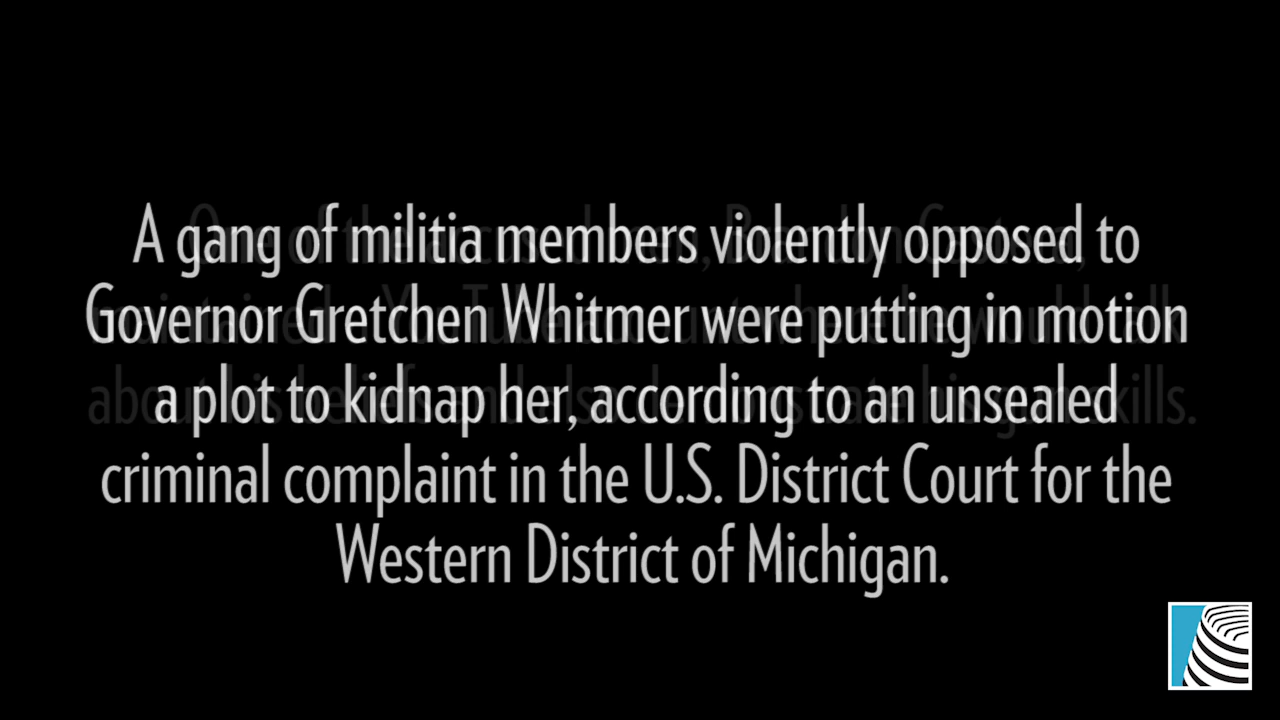 A gang of militia members violently opposed to
Governor Gretchen Whitmer were putting in motion
a plot to kidnap her, according to an unsealed
criminal complaint in the U.S. District Court for the
Western District of Michigan.